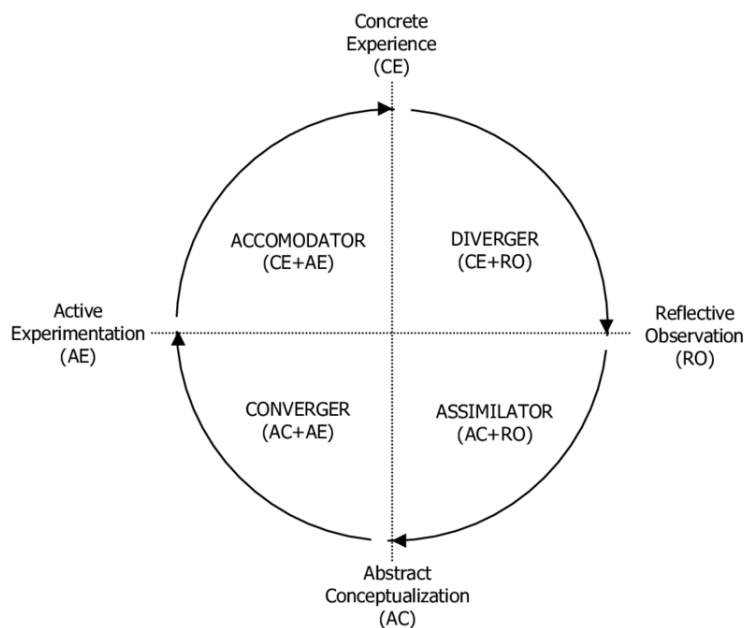 Concrete
Experience
(CE)
ACCOMODATOR
(CE+AE)
DIVERGER
(CE+RO)
Active
Experimentation
(AE)
Reflective
Observation
(RO)
CONVERGER
(AC+AE)
ASSIMILATOR
(AC+RO)
Abstract
Conceptualization
(AC)